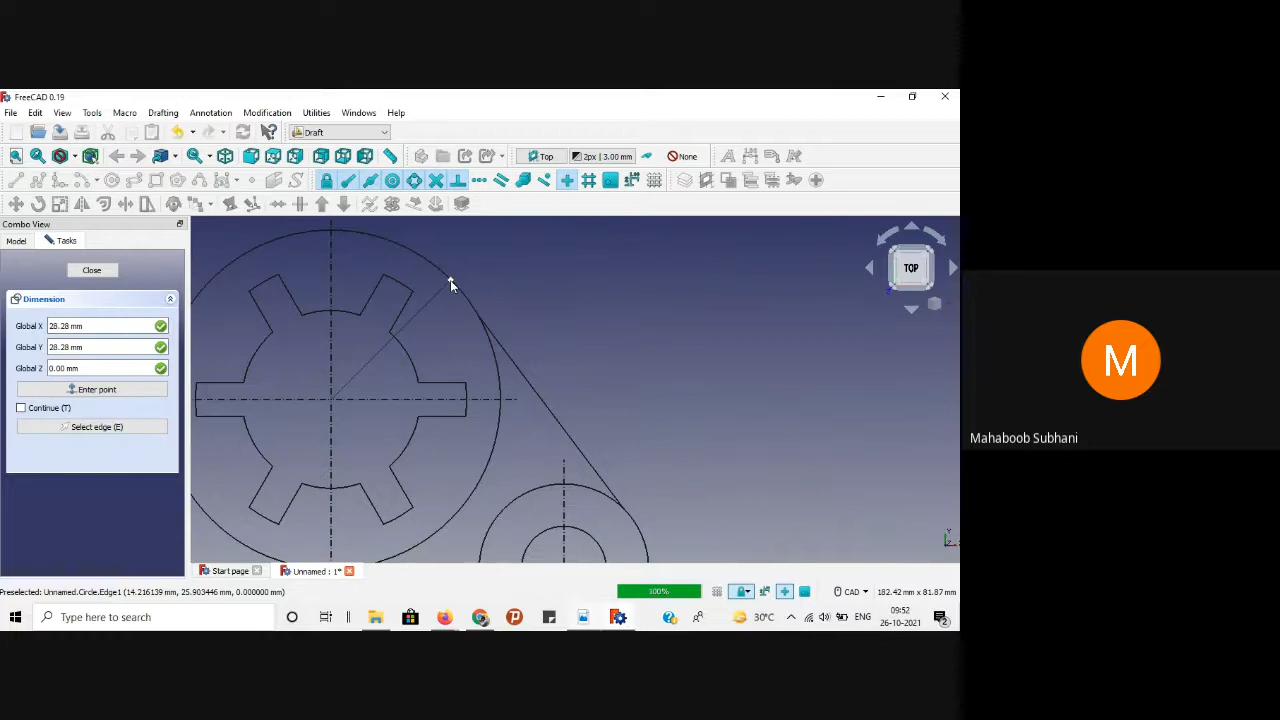 FreeCAD 0.19
File Edit View Tools Macro Drafting Annotation Modification Utilities Windows Help
Draft
Top 2px | 3.00 mm None
Combo View
Model Tasks
Close
Dimension
Global X 28.28 mm
Global Y 28.28 mm
Global Z 0.00 mm
Enter point
Continue (T)
Select edge (E)
TOP
M
Mahaboob Subhani
Start page Unnamed : 1*
Preselected: Unnamed.Circle.Edge1 (14.216139 mm, 25.903446 mm, 0.000000 mm) 100% CAD 182.42 mm x 81.87 mm
Type here to search 30°C ENG 09:52
26-10-2021 2